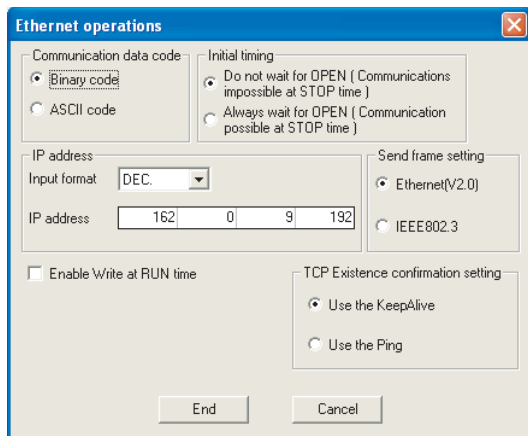 Ethernet operations
Communication data code
Binary code
ASCII code
Initial timing
Do not wait for OPEN ( Communications
impossible at STOP time )
Always wait for OPEN ( Communication
possible at STOP time )
IP address
Input format DEC.
IP address 162 0 9 192
Send frame setting
Ethernet(V2.0)
IEEE802.3
Enable Write at RUN time
TCP Existence confirmation setting
Use the KeepAlive
Use the Ping
End Cancel